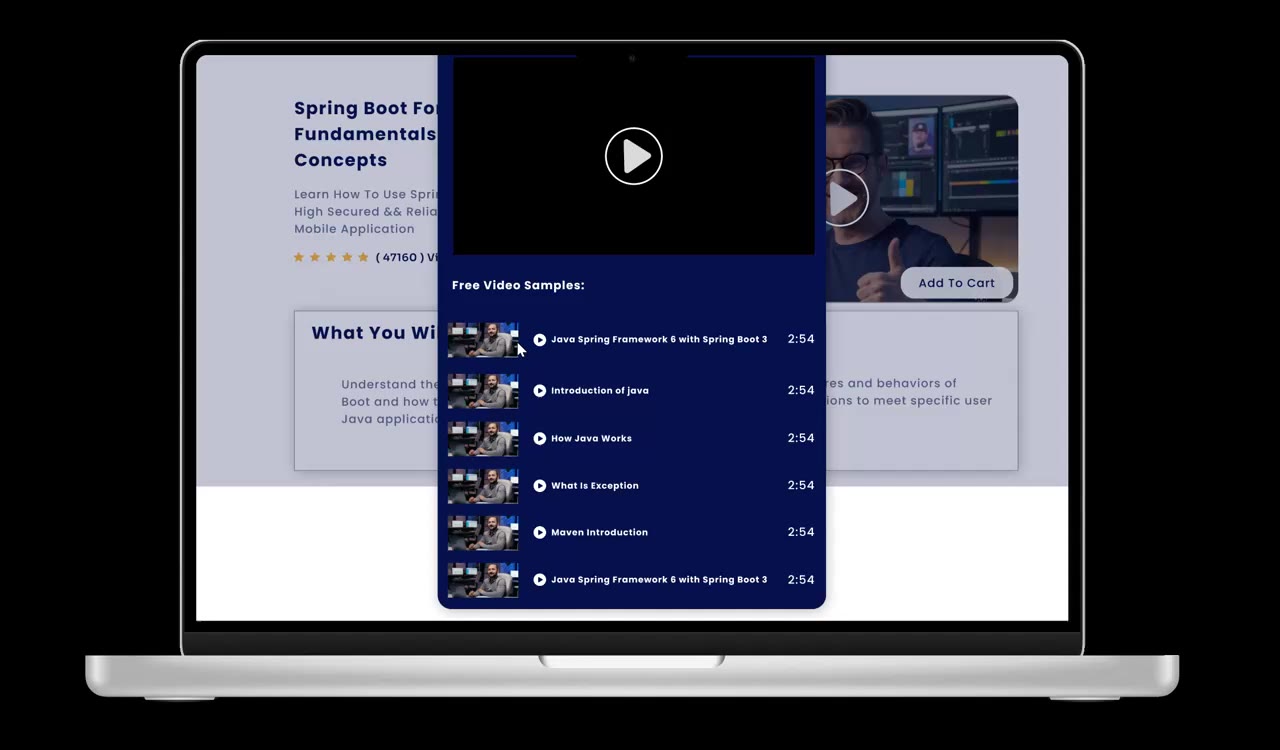 Spring Boot For
Fundamentals
Concepts
Learn How To Use
High Secured && Relia
Mobile Application
( 47160 ) Vi
Add To Cart
What You Wi
Understand the
Boot and how t
Java applicatio
res and behaviors of
ions to meet specific user
Free Video Samples:
Java Spring Framework 6 with Spring Boot 3 2:54
Introduction of java 2:54
How Java Works 2:54
What Is Exception 2:54
Maven Introduction 2:54
Java Spring Framework 6 with Spring Boot 3 2:54